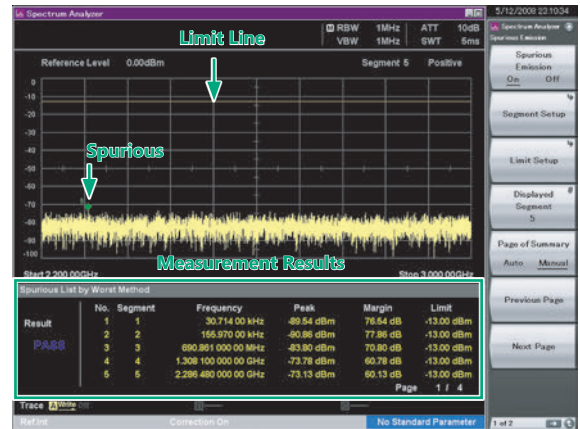 Spectrum Analyzer
5/12/2008 23:10:34
RBW 1MHz ATT 10dB
VBW 1MHz SWT 5ms
Spectrum Analyzer
Spurious Emission
Limit Line
Reference Level 0.00dBm Segment 5 Positive
Spurious
Emission
On Off
0
-10
-20
-30
-40
-50
-60
-70
-80
-90
-100
Spurious
5
Segment Setup
Limit Setup
Displayed
Segment
5
Page of Summary
Auto Manual
Previous Page
Next Page
Measurement Results
Start 2.200 00GHz Stop 3.000 00GHz
Spurious List by Worst Method
No. Segment Frequency Peak Margin Limit
Result 1 1 30.714 00 kHz -89.54 dBm 76.54 dB -13.00 dBm
PASS 2 2 155.970 00 kHz -90.86 dBm 77.86 dB -13.00 dBm
3 3 690.961 000 00 MHz -83.80 dBm 70.80 dB -13.00 dBm
4 4 1.308 100 000 00 GHz -73.78 dBm 60.78 dB -13.00 dBm
5 5 2.286 480 000 00 GHz -73.13 dBm 60.13 dB -13.00 dBm
Page 1 / 4
Trace A Write Off
Ref.Int Correction On No Standard Parameter
1 of 2